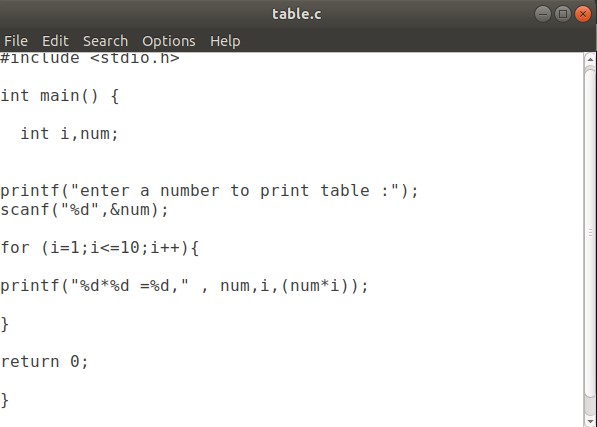 table.c
File Edit Search Options Help
#include <stdio.h>
int main() {
int i,num;
printf("enter a number to print table :");
scanf("%d",&num);
for (i=1;i<=10;i++){
printf("%d*%d =%d," , num,i,(num*i));
}
return 0;
}